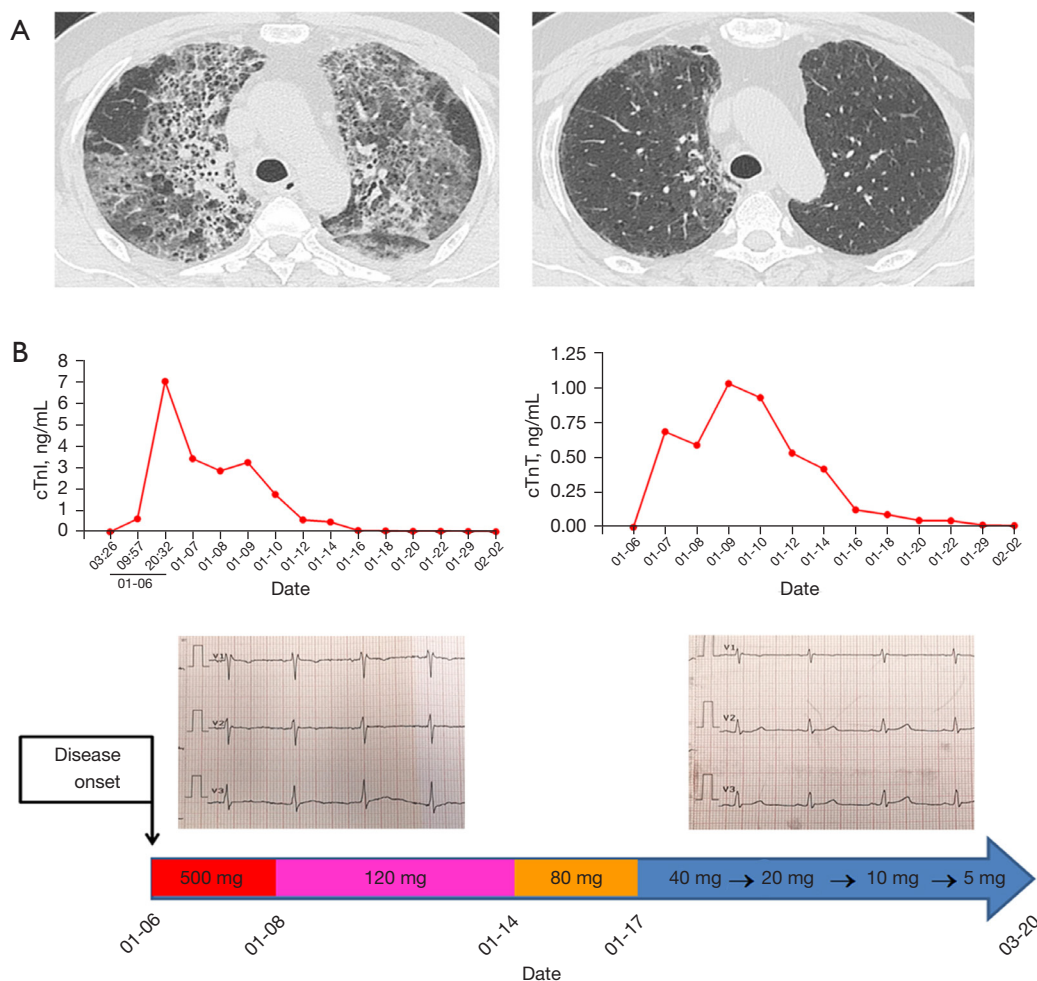 A
B
8
7
6
5
4
3
2
1
0
cTnI, ng/mL
03:26
09:57
20:32
01-06
01-07
01-08
01-09
01-10
01-12
01-14
01-16
01-18
01-20
01-22
01-29
02-02
Date
1.25
1.00
0.75
0.50
0.25
0.00
cTnT, ng/mL
01-06
01-07
01-08
01-09
01-10
01-12
01-14
01-16
01-18
01-20
01-22
01-29
02-02
Date
V1
V2
V3
V1
V2
V3
Disease
onset
500 mg
120 mg
80 mg
40 mg → 20 mg → 10 mg → 5 mg
01-06
01-08
01-14
01-17
03-20
Date